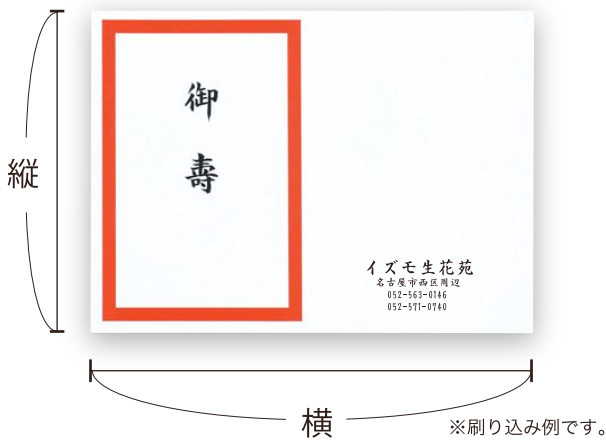 縦
御壽
イズモ生花苑
名古屋市西区周辺
052-563-0146
052-571-0740
横
※刷り込み例です。